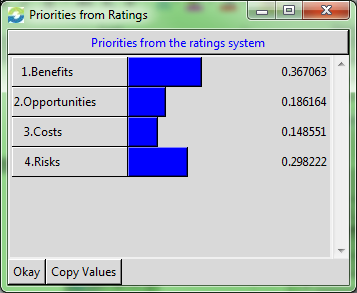 Priorities from Ratings
Priorities from the ratings system
1.Benefits 0.367063
2.Opportunities 0.186164
3.Costs 0.148551
4.Risks 0.298222
Okay Copy Values